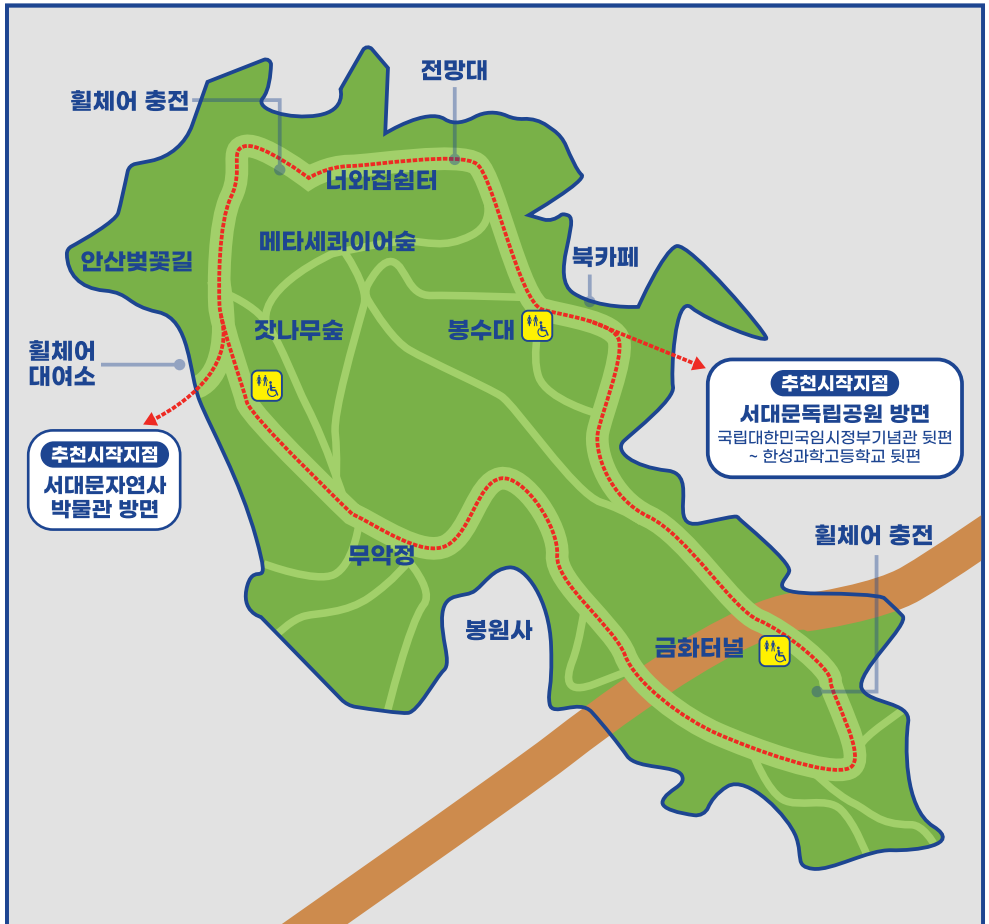 전망대
휠체어 충전
너와집쉼터
메타세콰이어숲
북카페
안산벚꽃길
잣나무숲
봉수대
휠체어
대여소
추천시작지점
서대문독립공원 방면
국립대한민국임시정부기념관 뒷편
~ 한성과학고등학교 뒷편
추천시작지점
서대문자연사
박물관 방면
휠체어 충전
무악정
봉원사
금화터널